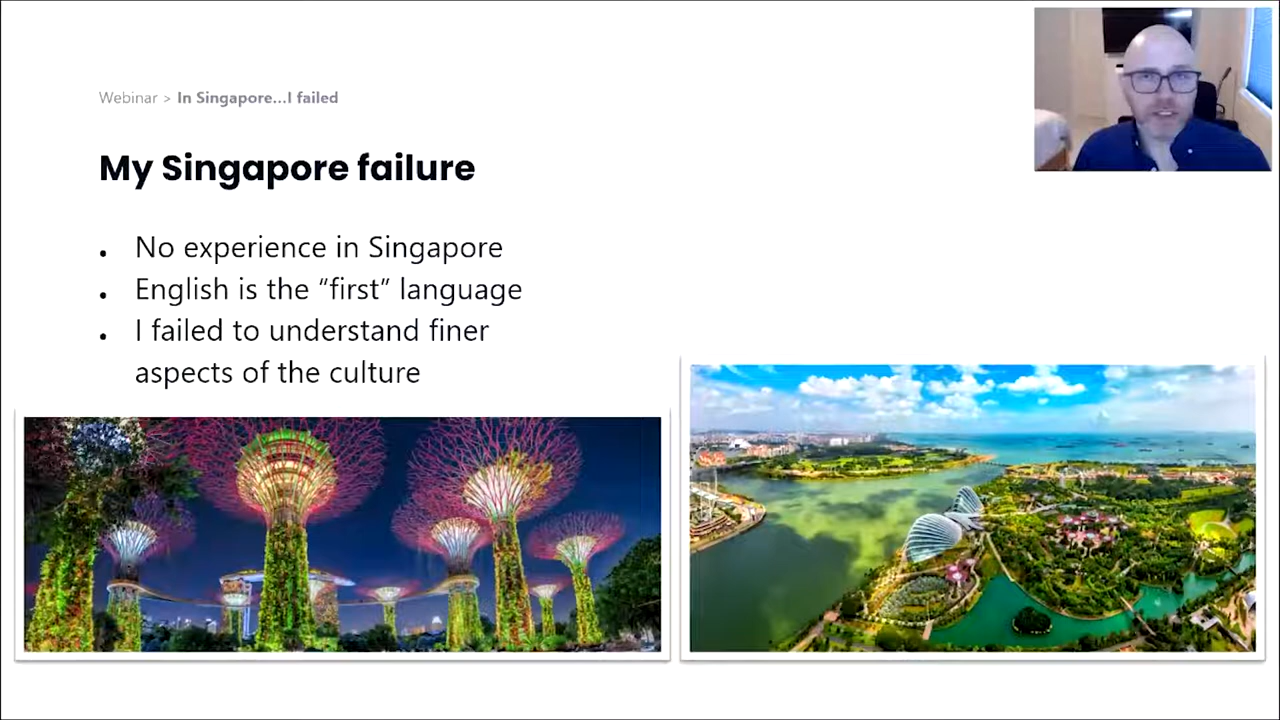 Webinar > In Singapore...I failed
My Singapore failure
• No experience in Singapore
• English is the “first” language
• I failed to understand finer
aspects of the culture